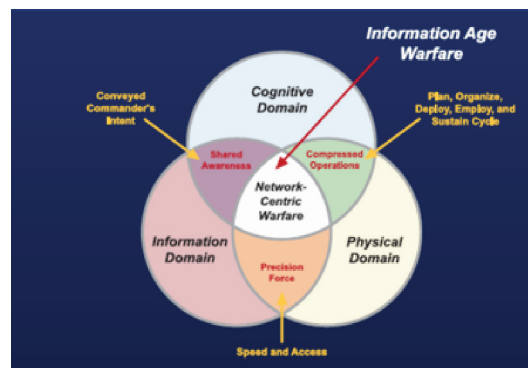 Information Age
Warfare
Cognitive
Domain
Conveyed
Commander's
Intent
Plan, Organize,
Deploy, Employ, and
Sustain Cycle
Shared
Awareness
Compressed
Operations
Network-
Centric
Warfare
Information
Domain
Physical
Domain
Precision
Force
Speed and Access